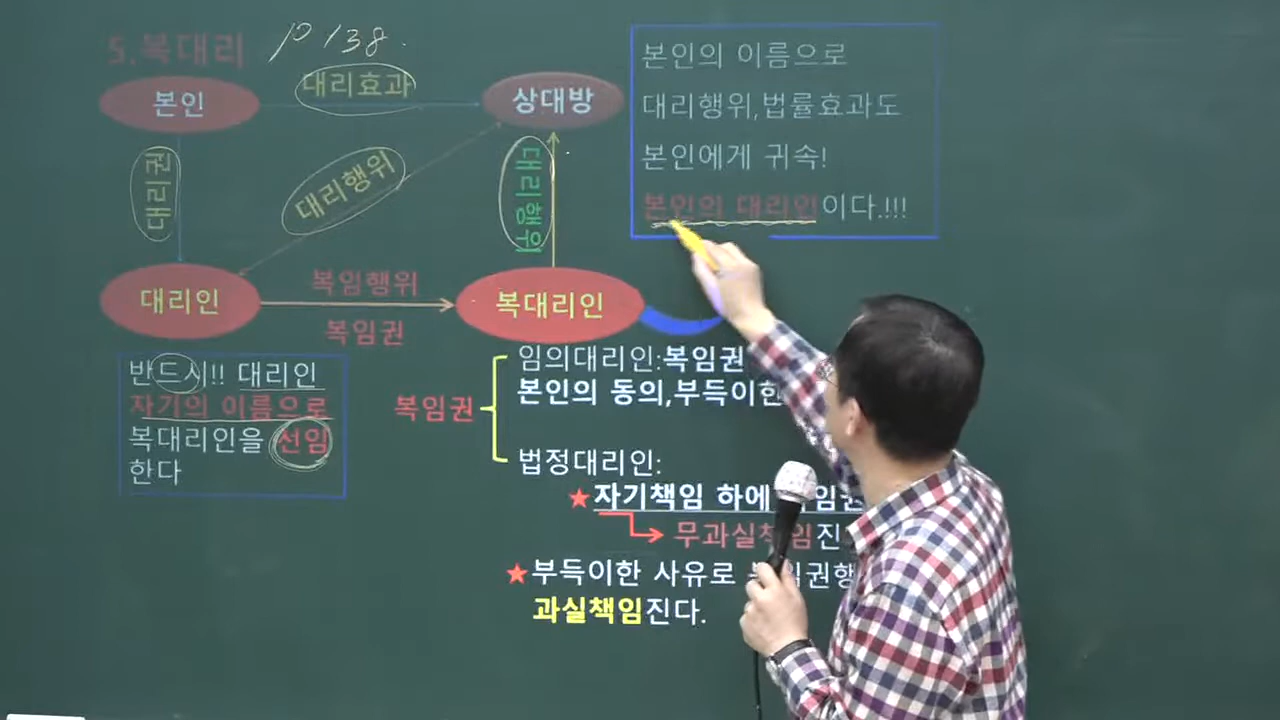 5.복대리
p 138.
본인
대리효과
상대방
대리권
대리행위
대리행위
대리인
복임행위
복임권
복대리인
본인의 이름으로
대리행위,법률효과도
본인에게 귀속!
본인의 대리인이다.!!!
반드시!! 대리인
자기의 이름으로
복대리인을 선임
한다
복임권
임의대리인:복임권
본인의 동의,부득이한
법정대리인:
★자기책임 하에
무과실책임진
★부득이한 사유로
과실책임진다.